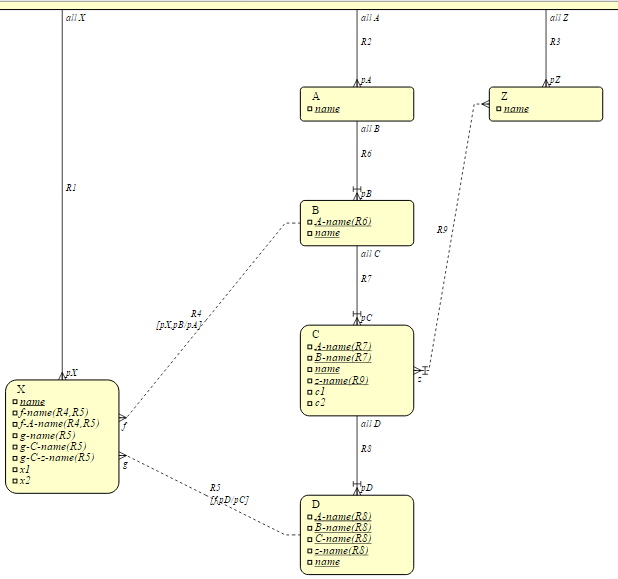 all X
all A
all Z
R2
R3
pA
pZ
A
name
Z
name
all B
R6
R1
pB
B
A-name(R6)
name
R9
all C
R7
R4
[pX,pB/pA]
pC
C
A-name(R7)
B-name(R7)
name
z-name(R9)
c1
c2
z
pX
X
name
f-name(R4,R5)
f-A-name(R4,R5)
g-name(R5)
g-C-name(R5)
g-C-z-name(R5)
x1
x2
f
g
all D
R8
R5
[f,pD/pC]
pD
D
A-name(R8)
B-name(R8)
C-name(R8)
z-name(R8)
name